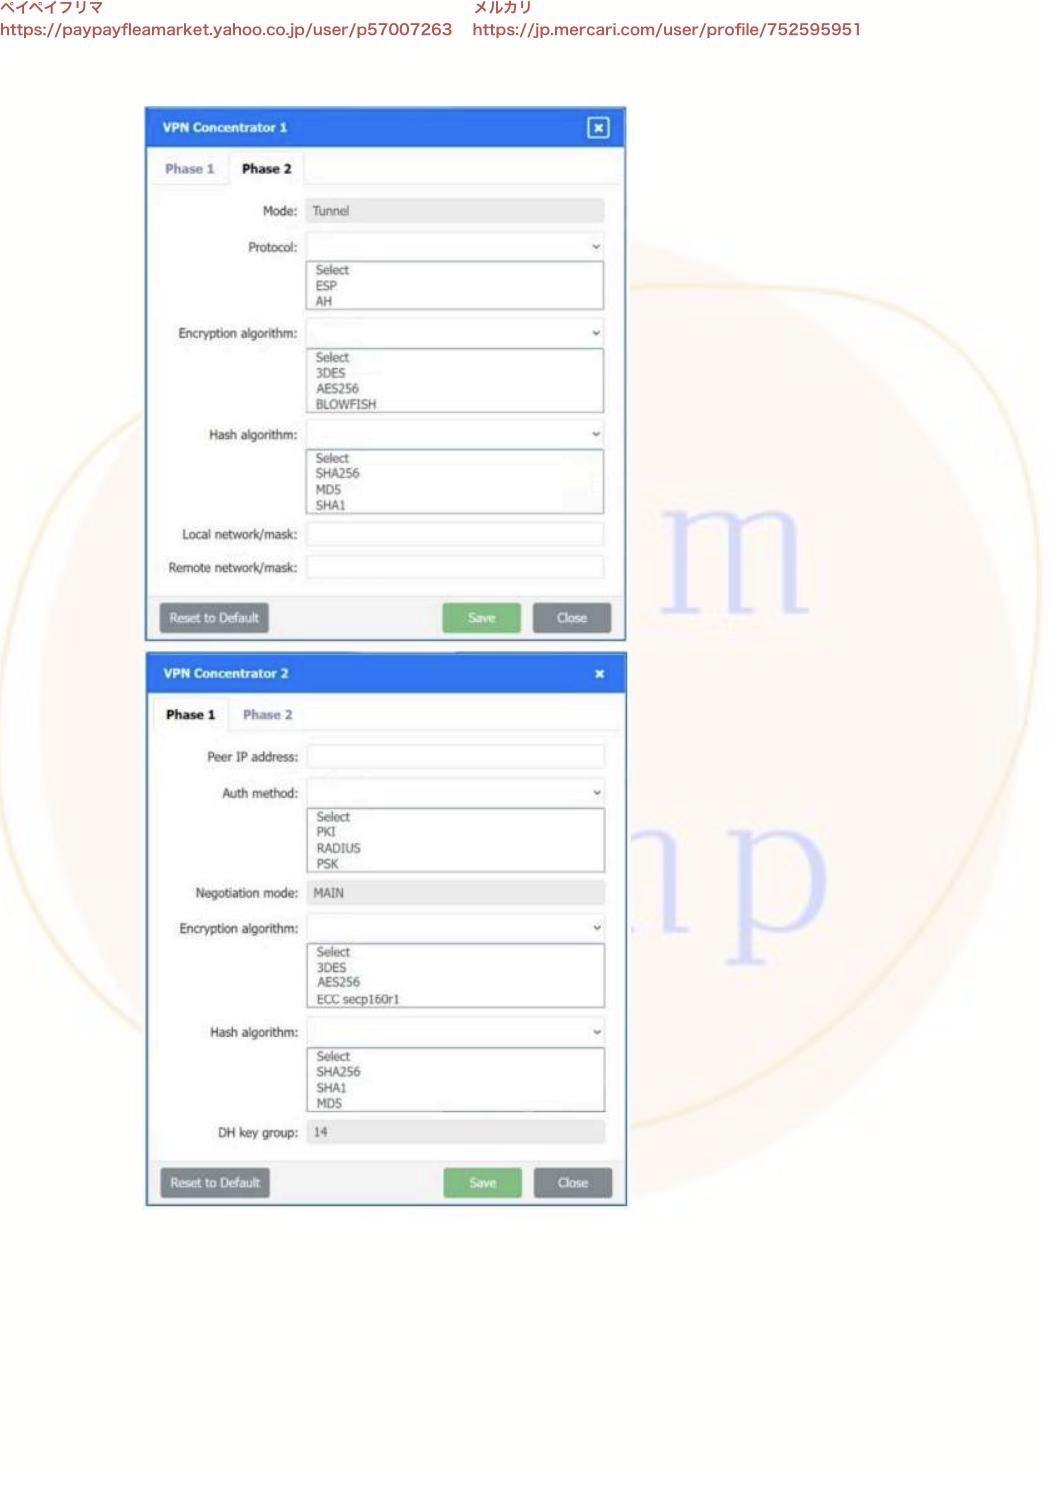 ペイペイフリマ
https://paypayfleamarket.yahoo.co.jp/user/p57007263
メルカリ
https://jp.mercari.com/user/profile/752595951
VPN Concentrator 1
Phase 1 Phase 2
Mode: Tunnel
Protocol:
Select
ESP
AH
Encryption algorithm:
Select
3DES
AES256
BLOWFISH
Hash algorithm:
Select
SHA256
MD5
SHA1
Local network/mask:
Remote network/mask:
Reset to Default Save Close
VPN Concentrator 2
Phase 1 Phase 2
Peer IP address:
Auth method:
Select
PKI
RADIUS
PSK
Negotiation mode: MAIN
Encryption algorithm:
Select
3DES
AES256
ECC secp160r1
Hash algorithm:
Select
SHA256
SHA1
MD5
DH key group: 14
Reset to Default Save Close